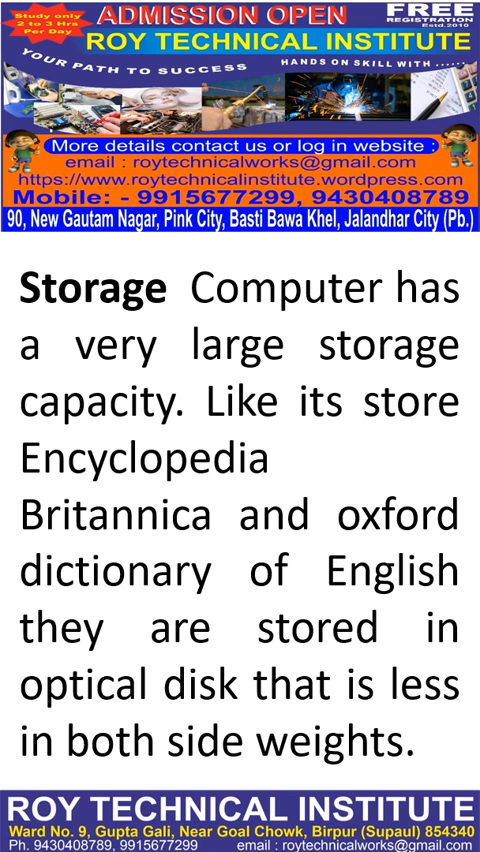 Study only
2 to 3 Hrs
Per Day
ADMISSION OPEN
FREE
REGISTRATION
Estd.2010
ROY TECHNICAL INSTITUTE
YOUR PATH TO SUCCESS
HANDS ON SKILL WITH ......
More details contact us or log in website :
email : roytechnicalworks@gmail.com
https://www.roytechnicalinstitute.wordpress.com
Mobile: - 9915677299, 9430408789
90, New Gautam Nagar, Pink City, Basti Bawa Khel, Jalandhar City (Pb.)
Storage Computer has
a very large storage
capacity. Like its store
Encyclopedia
Britannica and oxford
dictionary of English
they are stored in
optical disk that is less
in both side weights.
ROY TECHNICAL INSTITUTE
Ward No. 9, Gupta Gali, Near Goal Chowk, Birpur (Supaul) 854340
Ph. 9430408789, 9915677299 email : roytechnicalworks@gmail.com